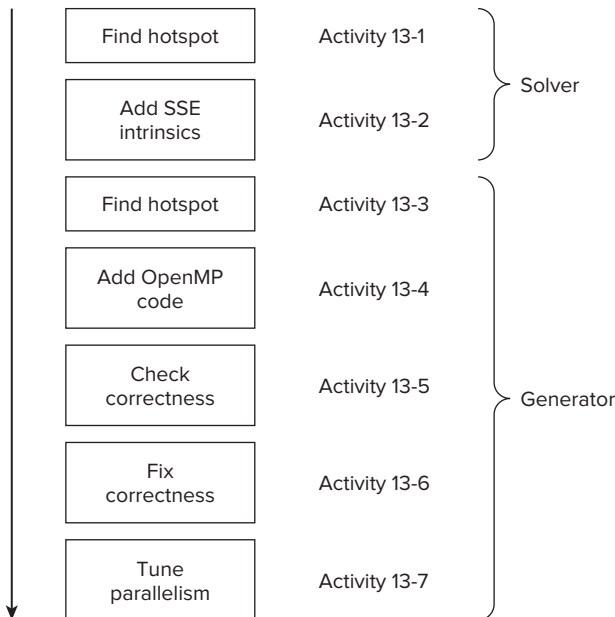 Find hotspot Activity 13-1
Solver
Add SSE
intrinsics
Activity 13-2
Find hotspot Activity 13-3
Add OpenMP
code
Activity 13-4
Check
correctness
Activity 13-5
Generator
Fix
correctness
Activity 13-6
Tune
parallelism
Activity 13-7